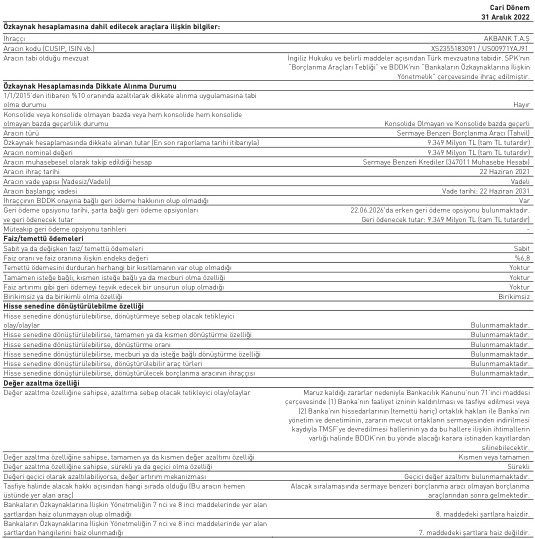 Cari Dönem
31 Aralık 2022
Özkaynak hesaplamasına dahil edilecek araçlara ilişkin bilgiler:
İhraççı AKBANK T.A.Ş
Aracın kodu (CUSIP, ISIN vb.) XS2355183091 / US00971YAJ91
Aracın tabi olduğu mevzuat İngiliz Hukuku ve belirli maddeler açısından Türk mevzuatına tabidir. SPK'nın
"Borçlanma Araçları Tebliği" ve BDDK'nın "Bankaların Özkaynaklarına İlişkin
Yönetmelik" çerçevesinde ihraç edilmiştir.
Özkaynak Hesaplamasında Dikkate Alınma Durumu
1/1/2015'den itibaren %10 oranında azaltılarak dikkate alınma uygulamasına tabi
olma durumu Hayır
Konsolide veya konsolide olmayan bazda veya hem konsolide hem konsolide
olmayan bazda geçerlilik durumu Konsolide Olmayan ve Konsolide bazda geçerli
Aracın türü Sermaye Benzeri Borçlanma Aracı (Tahvil)
Özkaynak hesaplamasında dikkate alınan tutar (En son raporlama tarihi itibarıyla) 9.349 Milyon TL (tam TL tutardır)
Aracın nominal değeri 9.349 Milyon TL (tam TL tutardır)
Aracın muhasebesel olarak takip edildiği hesap Sermaye Benzeri Krediler (347011 Muhasebe Hesabı)
Aracın ihraç tarihi 22 Haziran 2021
Aracın vade yapısı (Vadesiz/Vadeli) Vadeli
Aracın başlangıç vadesi Vade tarihi: 22 Haziran 2031
İhraççının BDDK onayına bağlı geri ödeme hakkının olup olmadığı Var
Geri ödeme opsiyonu tarihi, şarta bağlı geri ödeme opsiyonları 22.06.2026'da erken geri ödeme opsiyonu bulunmaktadır.
ve geri ödenecek tutar Geri ödenecek tutar: 9.349 Milyon TL (tam TL tutardır)
Müteakip geri ödeme opsiyonu tarihleri -
Faiz/temettü ödemeleri
Sabit ya da değişken faiz/ temettü ödemeleri Sabit
Faiz oranı ve faiz oranına ilişkin endeks değeri %6,8
Temettü ödemesini durduran herhangi bir kısıtlamanın var olup olmadığı Yoktur
Tamamen isteğe bağlı, kısmen isteğe bağlı ya da mecburi olma özelliği Yoktur
Faiz artırımı gibi geri ödemeyi teşvik edecek bir unsurun olup olmadığı Yoktur
Birikimsiz ya da birikimli olma özelliği Birikimsiz
Hisse senedine dönüştürülebilme özelliği
Hisse senedine dönüştürülebilirse, dönüştürmeye sebep olacak tetikleyici
olay/olaylar Bulunmamaktadır.
Hisse senedine dönüştürülebilirse, tamamen ya da kısmen dönüştürme özelliği Bulunmamaktadır.
Hisse senedine dönüştürülebilirse, dönüştürme oranı Bulunmamaktadır.
Hisse senedine dönüştürülebilirse, mecburi ya da isteğe bağlı dönüştürme özelliği Bulunmamaktadır.
Hisse senedine dönüştürülebilirse, dönüştürülebilir araç türleri Bulunmamaktadır.
Hisse senedine dönüştürülebilirse, dönüştürülecek borçlanma aracının ihraççısı Bulunmamaktadır.
Değer azaltma özelliği
Değer azaltma özelliğine sahipse, azaltıma sebep olacak tetikleyici olay/olaylar Maruz kaldığı zararlar nedeniyle Bankacılık Kanunu'nun 71'inci maddesi
çerçevesinde (1) Banka'nın faaliyet izninin kaldırılması ve tasfiye edilmesi veya
(2) Banka'nın hissedarlarının (temettü hariç) ortaklık hakları ile Banka'nın
yönetim ve denetiminin, zararın mevcut ortakların sermayesinden indirilmesi
kaydıyla TMSF'ye devredilmesi hallerinin ya da bu hallere ilişkin ihtimallerin
varlığı halinde BDDK'nın bu yönde alacağı karara istinaden kayıtlardan
silinebilecektir.
Değer azaltma özelliğine sahipse, tamamen ya da kısmen değer azaltımı özelliği Kısmen veya tamamen
Değer azaltma özelliğine sahipse, sürekli ya da geçici olma özelliği Sürekli
Değeri geçici olarak azaltılabiliyorsa, değer artırım mekanizması Geçici değer azaltımı bulunmamaktadır.
Tasfiye halinde alacak hakkı açısından hangi sırada olduğu (Bu aracın hemen Alacak sıralamasında sermaye benzeri borçlanma aracı olmayan borçlanma
üstünde yer alan araç) araçlarından sonra gelmektedir.
Bankaların Özkaynaklarına İlişkin Yönetmeliğin 7 nci ve 8 inci maddelerinde yer alan
şartlardan haiz olunmayan olup olmadığı 8. maddedeki şartları haizdir.
Bankaların Özkaynaklarına İlişkin Yönetmeliğin 7 nci ve 8 inci maddelerinde yer alan
şartlardan hangilerini haiz olunmadığı 7. maddedeki şartlara haiz değildir.